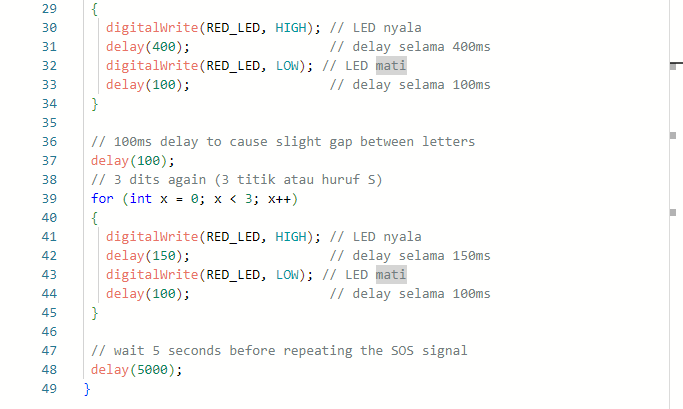 29 {
30 digitalWrite(RED_LED, HIGH); // LED nyala
31 delay(400); // delay selama 400ms
32 digitalWrite(RED_LED, LOW); // LED mati
33 delay(100); // delay selama 100ms
34 }
35
36 // 100ms delay to cause slight gap between letters
37 delay(100);
38 // 3 dits again (3 titik atau huruf S)
39 for (int x = 0; x < 3; x++)
40 {
41 digitalWrite(RED_LED, HIGH); // LED nyala
42 delay(150); // delay selama 150ms
43 digitalWrite(RED_LED, LOW); // LED mati
44 delay(100); // delay selama 100ms
45 }
46
47 // wait 5 seconds before repeating the SOS signal
48 delay(5000);
49 }